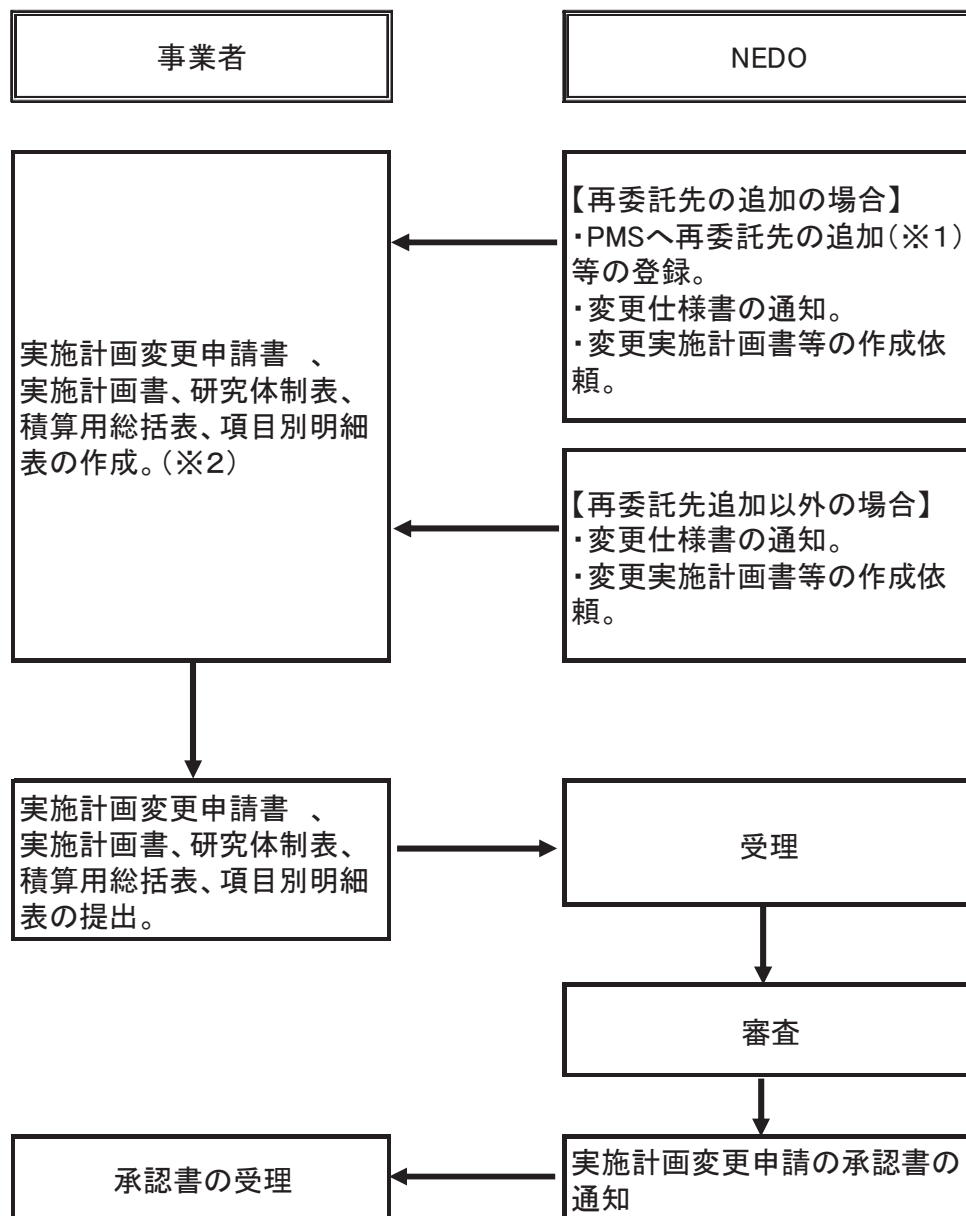 事業者
NEDO
【再委託先の追加の場合】
・PMSへ再委託先の追加(※1)
等の登録。
・変更仕様書の通知。
・変更実施計画書等の作成依
頼。
実施計画変更申請書 、
実施計画書、研究体制表、
積算用総括表、項目別明細
表の作成。(※2)
【再委託先追加以外の場合】
・変更仕様書の通知。
・変更実施計画書等の作成依
頼。
実施計画変更申請書 、
実施計画書、研究体制表、
積算用総括表、項目別明細
表の提出。
受理
審査
実施計画変更申請の承認書の
通知
承認書の受理